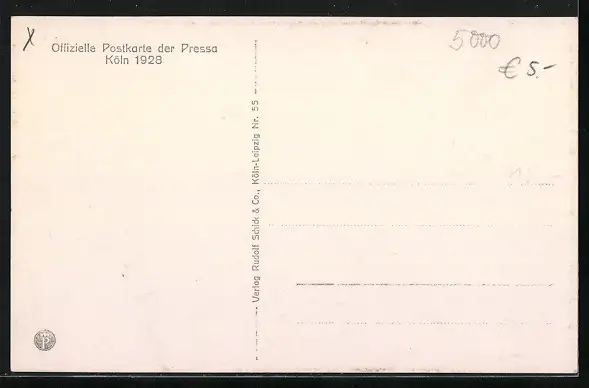 X
Offizielle Postkarte der Pressa
Köln 1928
5000
€ 5.-
Verlag Rudolf Schick & Co., Köln-Leipzig Nr. 55